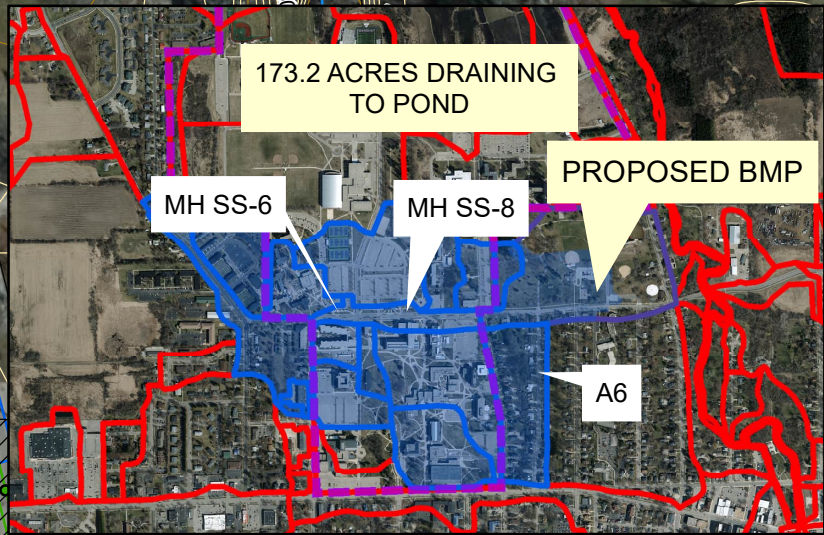 173.2 ACRES DRAINING
TO POND
PROPOSED BMP
MH SS-6
MH SS-8
A6